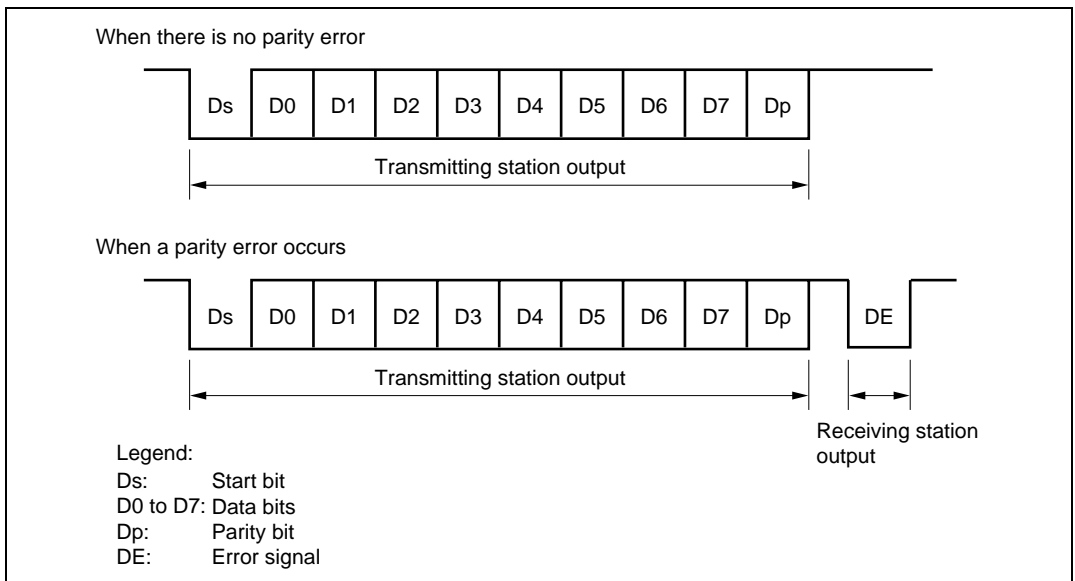 When there is no parity error
Ds D0 D1 D2 D3 D4 D5 D6 D7 Dp
Transmitting station output
When a parity error occurs
Ds D0 D1 D2 D3 D4 D5 D6 D7 Dp DE
Transmitting station output
Receiving station
output
Legend:
Ds: Start bit
D0 to D7: Data bits
Dp: Parity bit
DE: Error signal